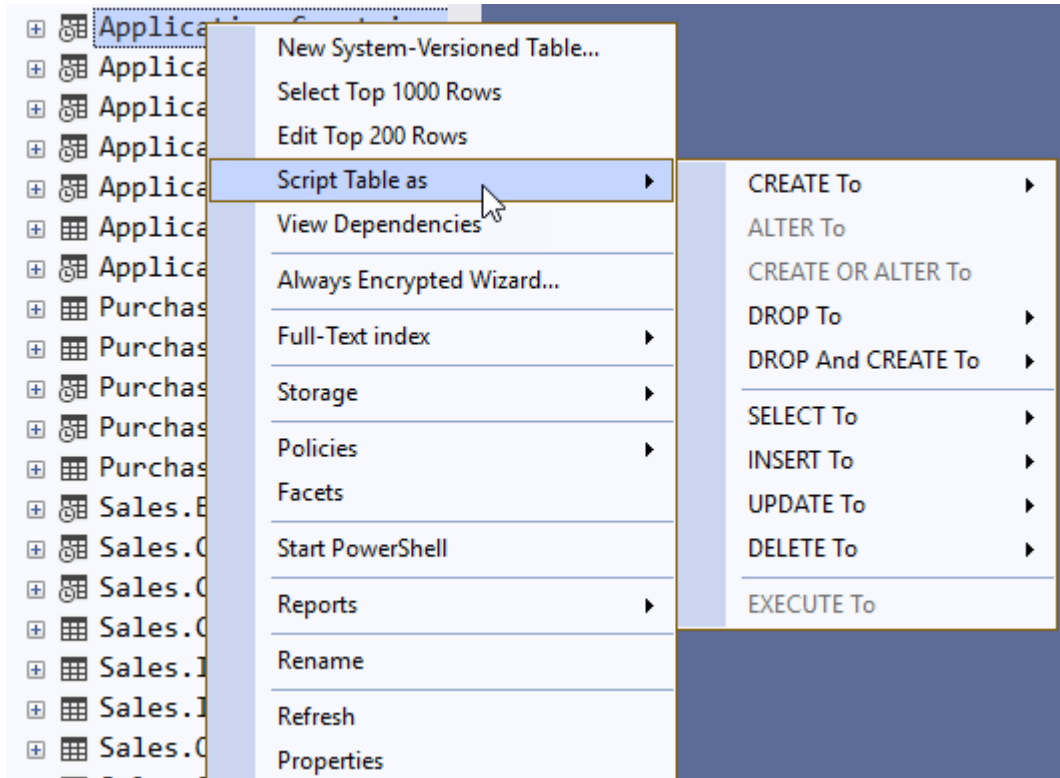 Applica
New System-Versioned Table...
Applica
Select Top 1000 Rows
Applica
Edit Top 200 Rows
Applica
Script Table as
Applica
View Dependencies
Applica
Always Encrypted Wizard...
Applica
Full-Text index
Purchas
Storage
Purchas
Policies
Purchas
Facets
Purchas
Start PowerShell
Purchas
Reports
Sales.
Rename
Sales.
Refresh
Sales.
Properties
Sales.
Sales.
Sales.
Sales.
CREATE To
ALTER To
CREATE OR ALTER To
DROP To
DROP And CREATE To
SELECT To
INSERT To
UPDATE To
DELETE To
EXECUTE To